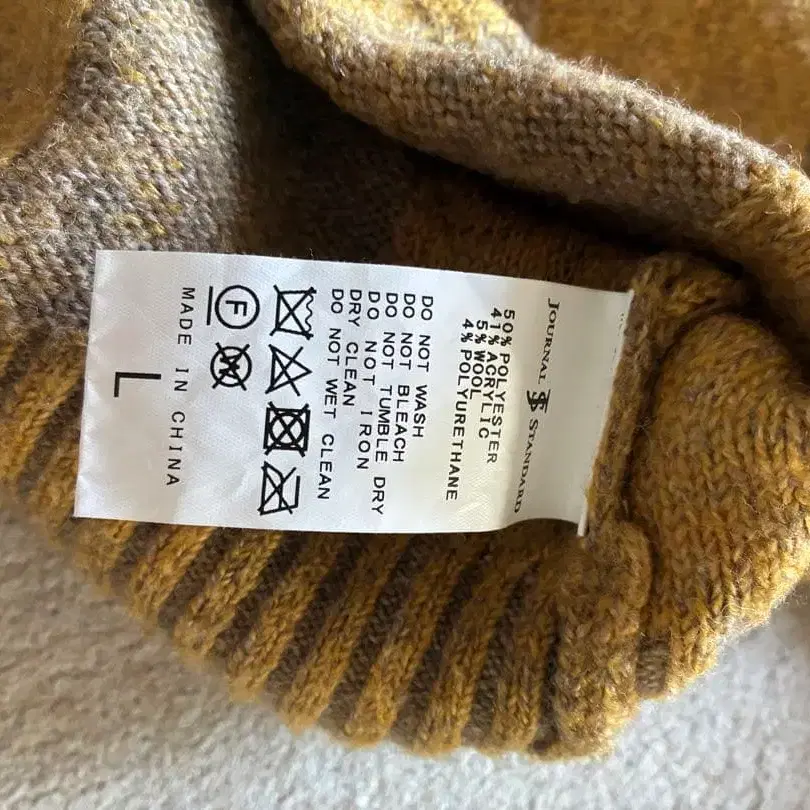 JOURNAL JS STANDARD
50% POLYESTER
41% ACRYLIC
5% WOOL
4% POLYURETHANE
DO NOT WASH
DO NOT BLEACH
DO NOT TUMBLE DRY
DO NOT IRON
DRY CLEAN
DO NOT WET CLEAN
F
W
MADE IN CHINA
L